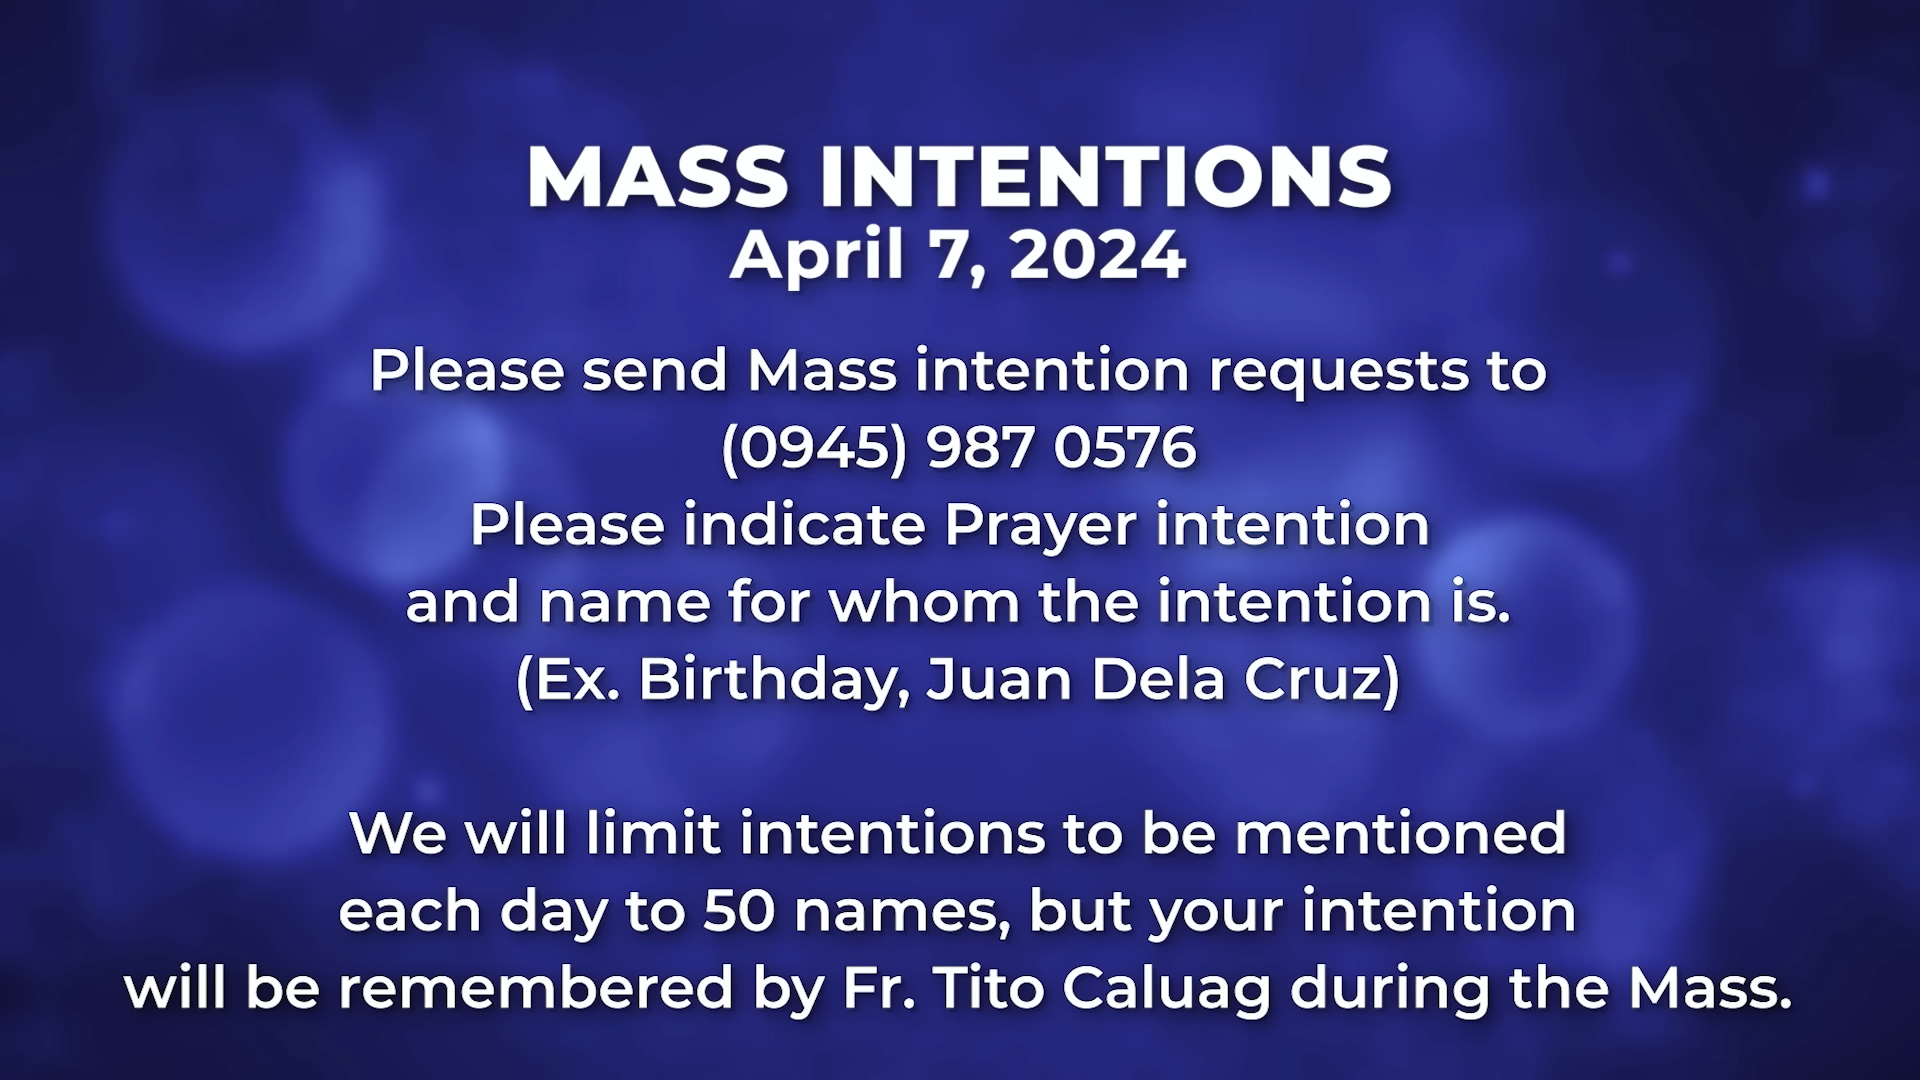 MASS INTENTIONS
April 7, 2024
Please send Mass intention requests to
(0945) 987 0576
Please indicate Prayer intention
and name for whom the intention is.
(Ex. Birthday, Juan Dela Cruz)
We will limit intentions to be mentioned
each day to 50 names, but your intention
will be remembered by Fr. Tito Caluag during the Mass.